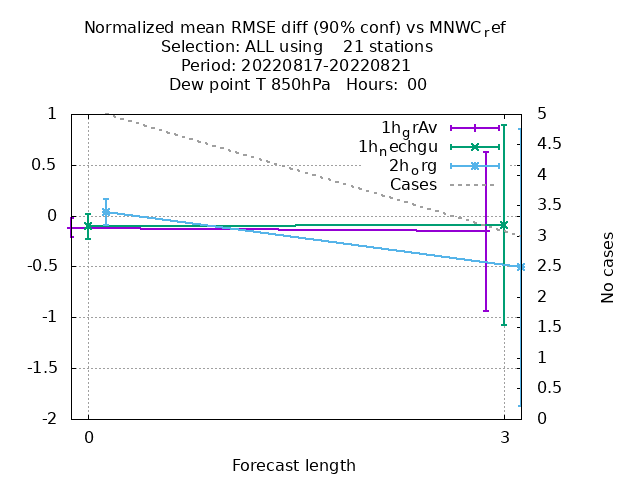 Normalized mean RMSE diff (90% conf) vs MNWC_ref
Selection: ALL using    21 stations
Period: 20220817-20220821
Dew point T 850hPa   Hours:  00
1h_grAv
1h_nechgu
2h_org
Cases
1
0.5
0
-0.5
-1
-1.5
-2
5
4.5
4
3.5
3
2.5
2
1.5
1
0.5
0
No cases
0
3
Forecast length